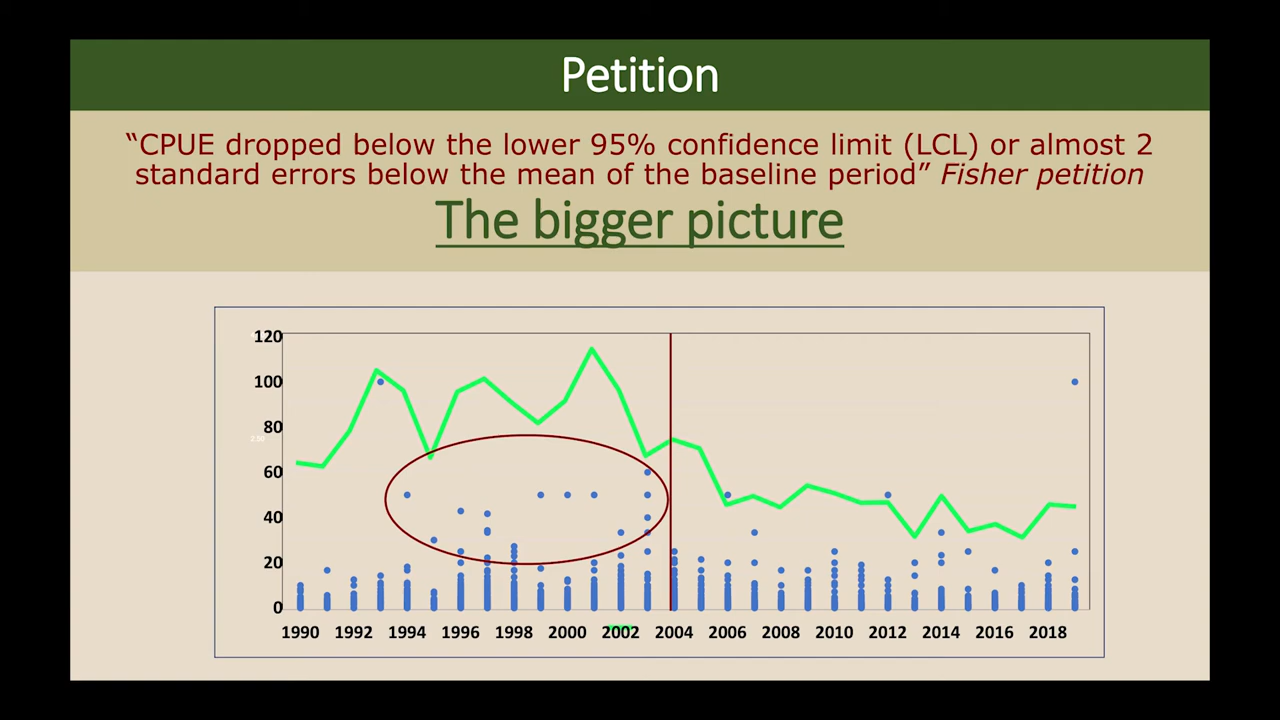 Petition
“CPUE dropped below the lower 95% confidence limit (LCL) or almost 2
standard errors below the mean of the baseline period” Fisher petition
The bigger picture
120
100
80
2.50
60
40
20
0
1990 1992 1994 1996 1998 2000 2002 2004 2006 2008 2010 2012 2014 2016 2018